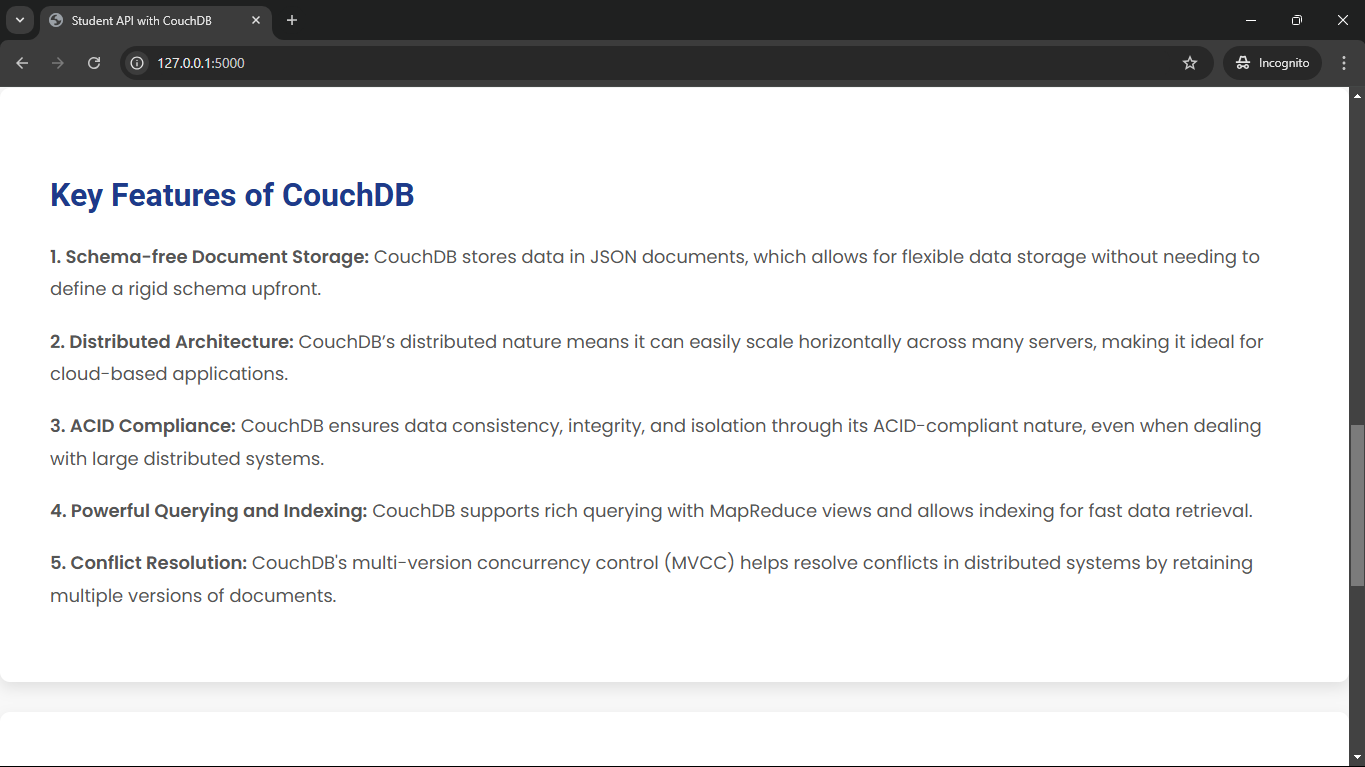 Student API with CouchDB
127.0.0.1:5000
Incognito
Key Features of CouchDB
1. Schema-free Document Storage: CouchDB stores data in JSON documents, which allows for flexible data storage without needing to
define a rigid schema upfront.
2. Distributed Architecture: CouchDB’s distributed nature means it can easily scale horizontally across many servers, making it ideal for
cloud-based applications.
3. ACID Compliance: CouchDB ensures data consistency, integrity, and isolation through its ACID-compliant nature, even when dealing
with large distributed systems.
4. Powerful Querying and Indexing: CouchDB supports rich querying with MapReduce views and allows indexing for fast data retrieval.
5. Conflict Resolution: CouchDB's multi-version concurrency control (MVCC) helps resolve conflicts in distributed systems by retaining
multiple versions of documents.